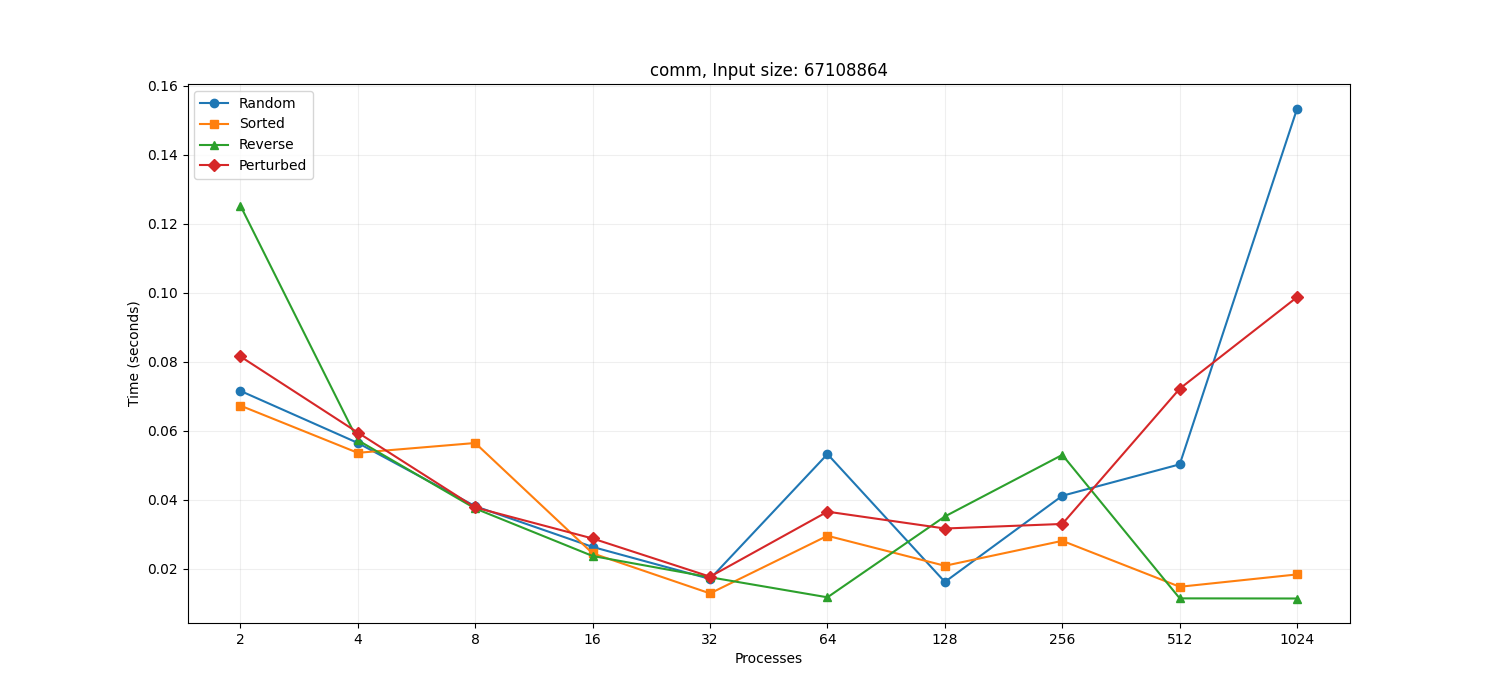 comm, Input size: 67108864
Random
Sorted
Reverse
Perturbed
0.16
0.14
0.12
0.10
0.08
0.06
0.04
0.02
Time (seconds)
2 4 8 16 32 64 128 256 512 1024
Processes